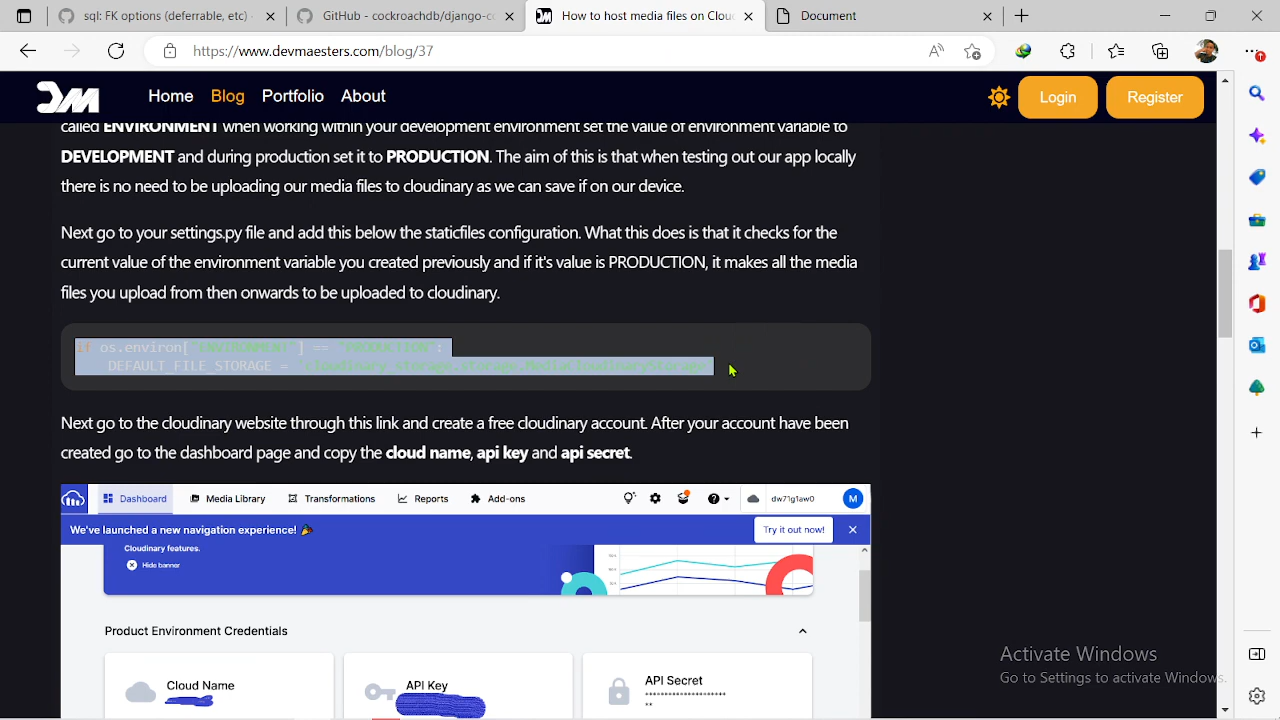 sql: FK routable, etc) · 
GitHub - cockroachdb/django-co
How to media files on Clou
Document
https://www.devmaesters.com/blog/37
DM
Home
Blog
Portfolio
About
Login
Register
called ENVIRONMENT when working within your development environment set the value of environment variable to
DEVELOPMENT and during production set it to PRODUCTION. The aim of this is that when testing out our app locally
there is no need to be uploading our media files to cloudinary as we can save if on our device.
Next go to your settings.py file and add this below the staticfiles configuration. What this does is that it checks for the
current value of the environment variable you created previously and if it's value is PRODUCTION, it makes all the media
files you upload from then onwards to be uploaded to cloudinary.
if os.environ["ENVIRONMENT"] == "PRODUCTION":
DEFAULT_FILE_STORAGE = 'cloudinary_storage.storage.MediaCloudinaryStorage'
Next go to the cloudinary website through this link and create a free cloudinary account. After your account have been
created go to the dashboard page and copy the cloud name, api key and api secret.
Dashboard
Media Library
Transformations
Reports
Add-ons
dw71g1aw0
M
We've launched a new navigation experience! 🎉
Try it out now!
Cloudinary features.
Hide banner
Product Environment Credentials
Cloud Name
API Key
API Secret
**********************
**
Activate Windows
Go to Settings to activate Windows.